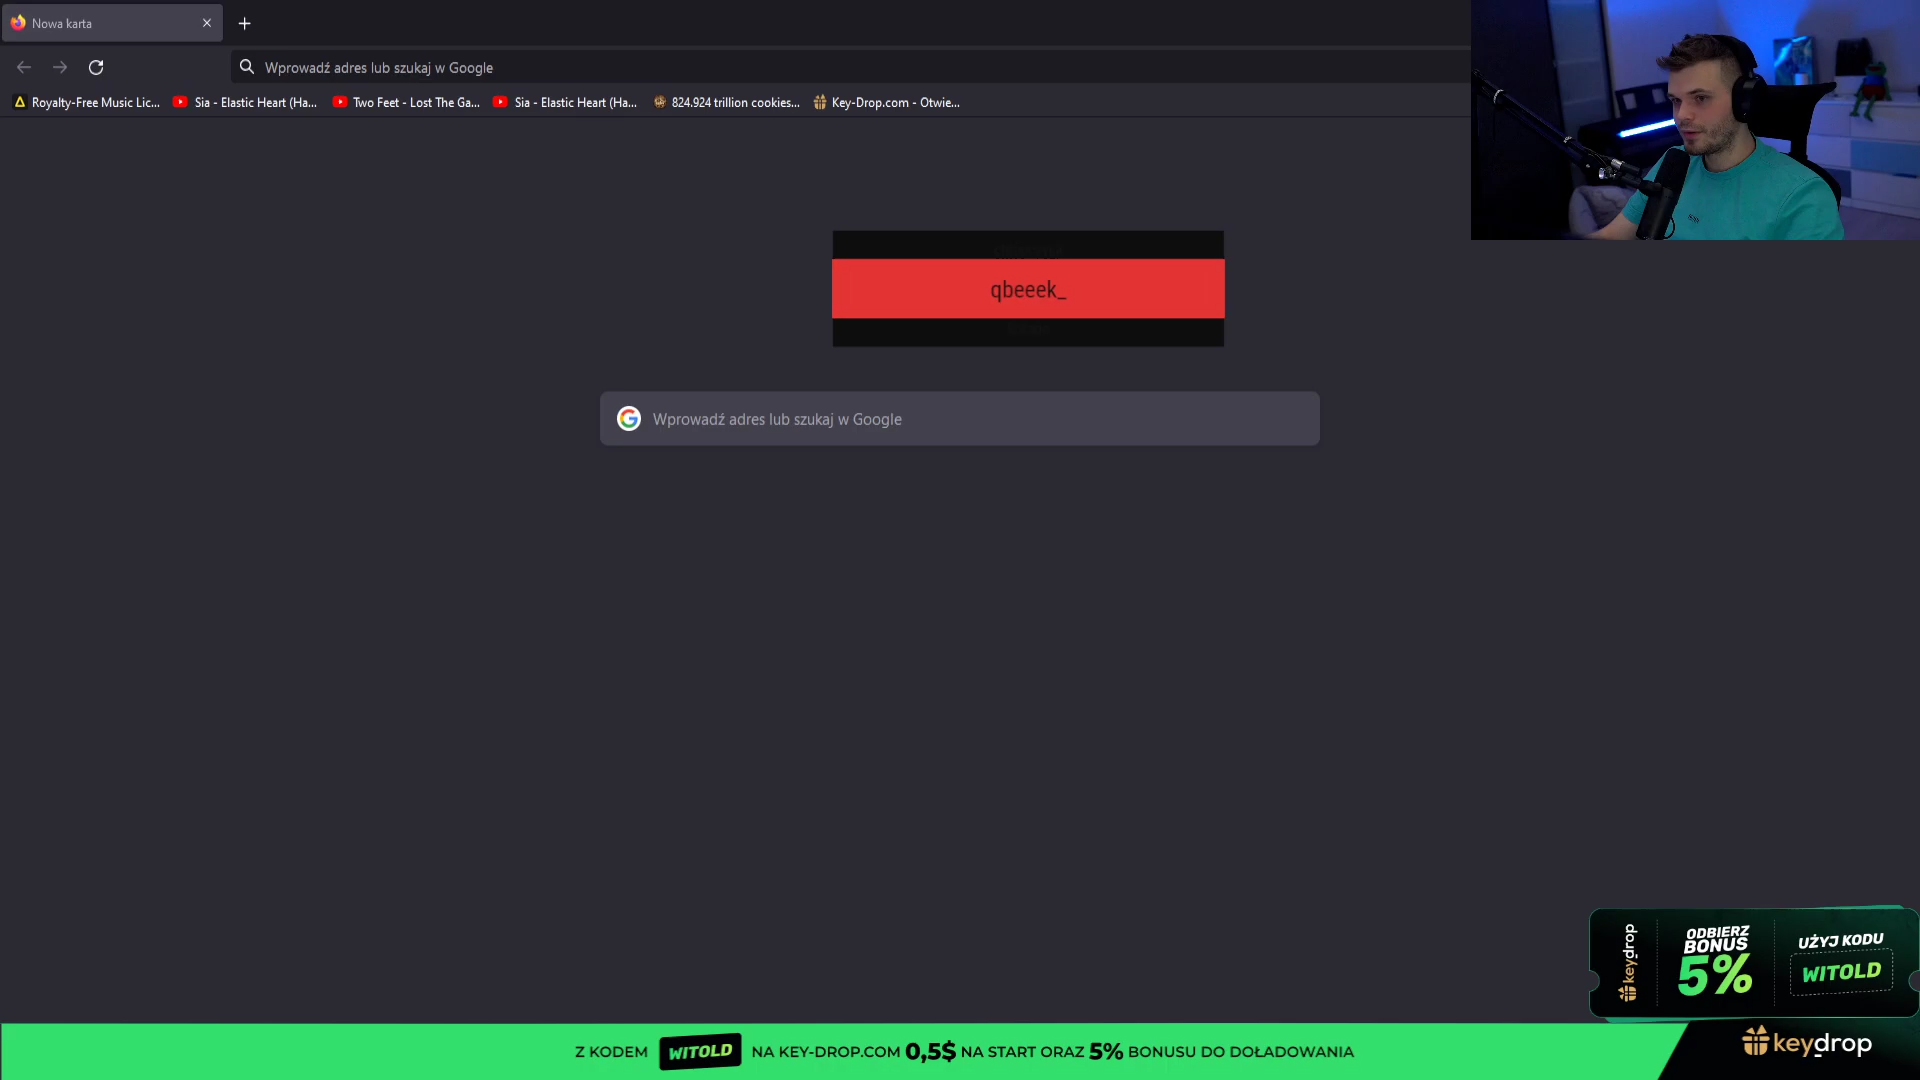 Nowa karta
Wprowadź adres lub szukaj w Google
Royalty-Free Music Lic...
Sia - Elastic Heart (Ha...
Two Feet - Lost The Ga...
Sia - Elastic Heart (Ha...
824.924 trillion cookies...
Key-Drop.com - Otwie...
qbeeek_
Wprowadź adres lub szukaj w Google
keydrop
ODBIERZ
BONUS
5%
UŻYJ KODU
WITOLD
Z KODEM WITOLD NA KEY-DROP.COM 0,5$ NA START ORAZ 5% BONUSU DO DOŁADOWANIA
keydrop